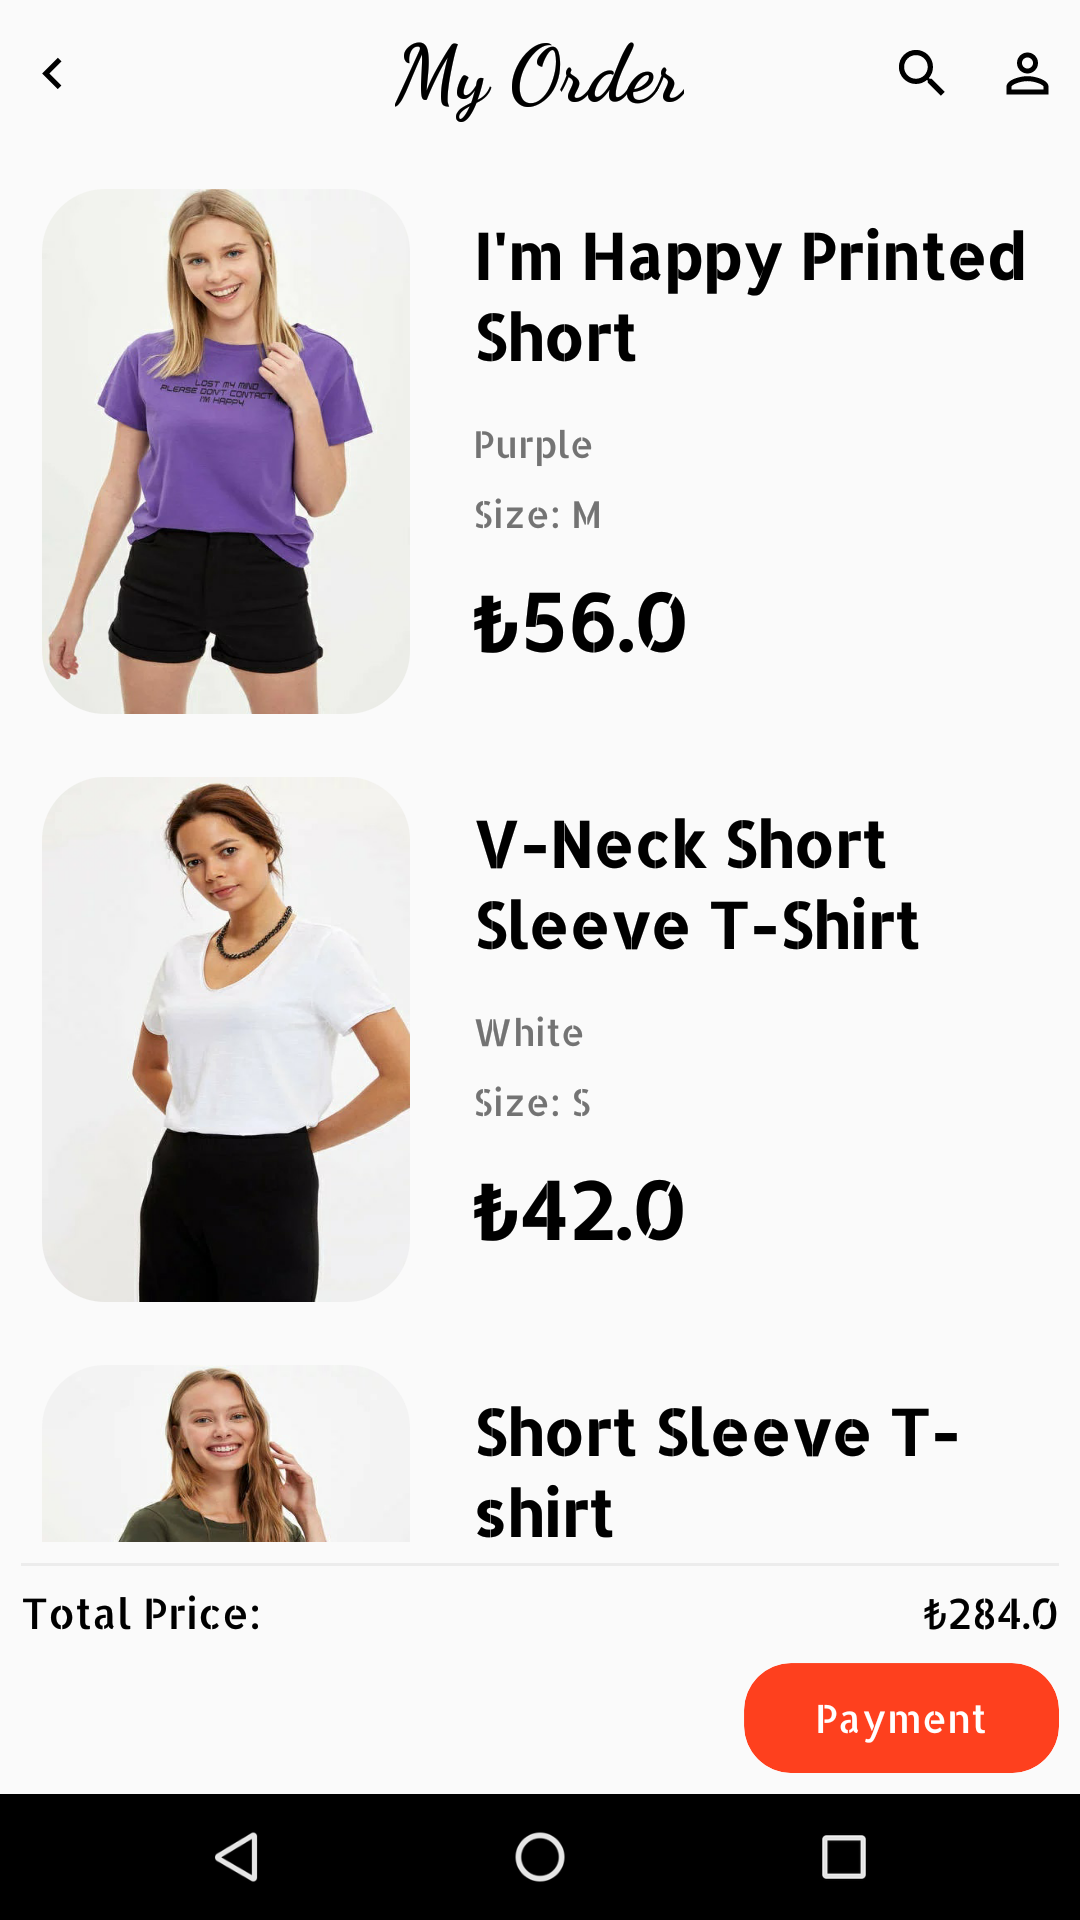 My Order
I'm Happy Printed
Short
LOST MY MIND
PLEASE DON'T CONTACT
I'M HAPPY
Purple
Size: M
₺56.0
V-Neck Short
Sleeve T-Shirt
White
Size: S
₺42.0
Short Sleeve T-
shirt
Total Price: ₺284.0
Payment